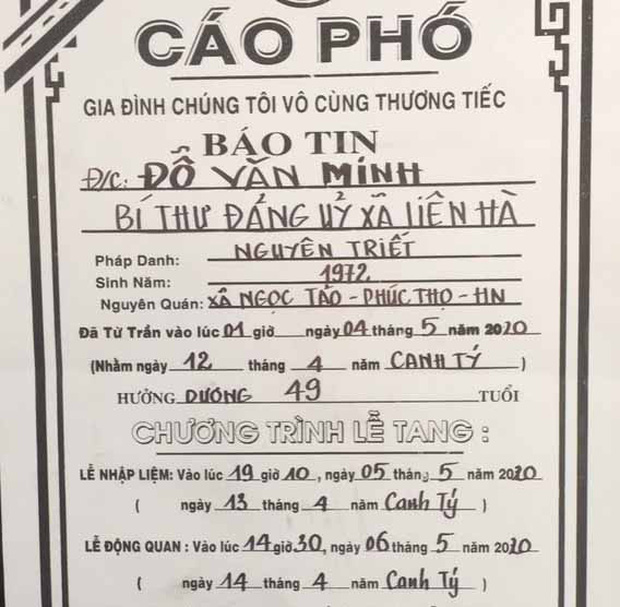 CÁO PHÓ
GIA ĐÌNH CHÚNG TÔI VÔ CÙNG THƯƠNG TIẾC
BÁO TIN
Đ/C: ĐỖ VĂN MINH
BÍ THƯ ĐẢNG UỶ XÃ LIÊN HÀ
Pháp Danh: NGUYÊN TRIẾT
Sinh Năm: 1972
Nguyên Quán: XÃ NGỌC TẢO - PHÚC THỌ - HN
Đã Từ Trần vào lúc 01 giờ ngày 04 tháng 5 năm 2020
(Nhằm ngày 12 tháng 4 năm CANH TÝ )
HƯỞNG DƯƠNG 49 TUỔI
CHƯƠNG TRÌNH LỄ TANG :
LỄ NHẬP LIỆM: Vào lúc 19 giờ 10 , ngày 05 tháng 5 năm 2020
( ngày 13 tháng 4 năm Canh Tý )
LỄ ĐỘNG QUAN : Vào lúc 14 giờ 30, ngày 06 tháng 5 năm 2020
( ngày 14 tháng 4 năm Canh Tý )